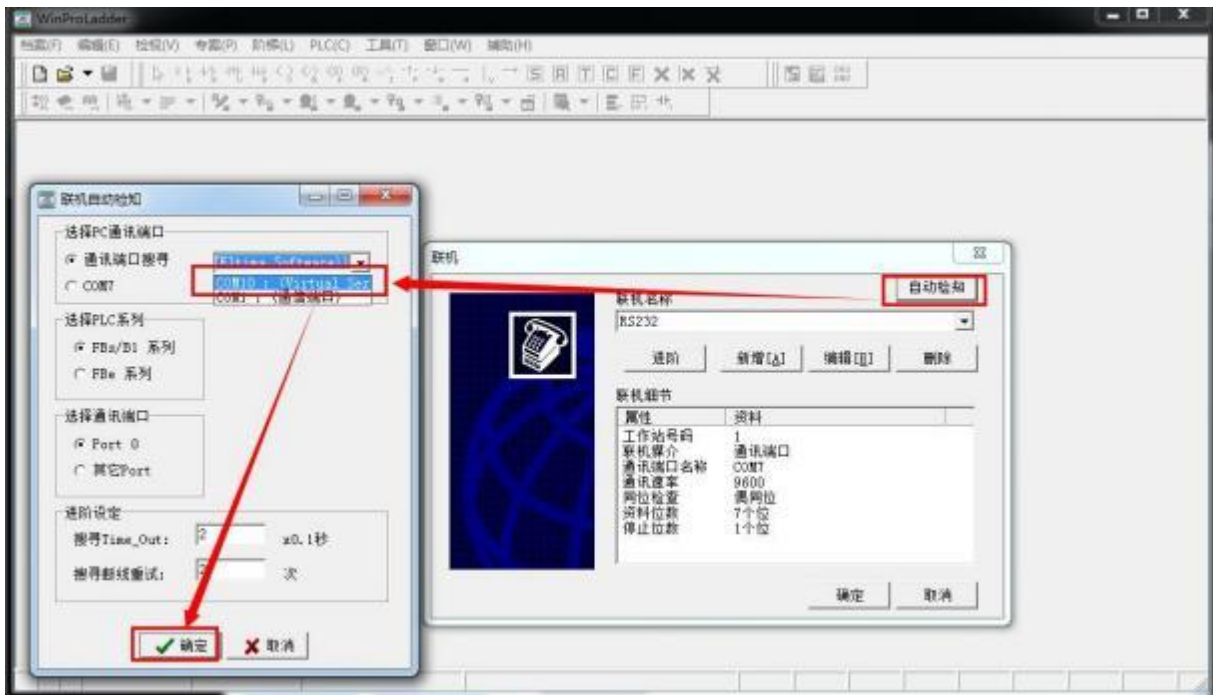 WinProLadder
档案(F) 编辑(E) 检视(V) 专案(P) 阶梯(L) PLC(C) 工具(T) 窗口(W) 辅助(H)
联机自动检知
选择PC通讯端口
通讯端口搜寻
(Eltima Software)
COM7
COM10 : (Virtual Ser
COM1 : (通信端口)
选择PLC系列
FBs/B1 系列
FBe 系列
选择通讯端口
Port 0
其它Port
进阶设定
搜寻Time_Out: 2 x0.1秒
搜寻断线重试: 次
确定 取消
联机
自动检知
联机名称
RS232
进阶 新增[A] 编辑[E] 删除
联机细节
属性 资料
工作站号码 1
联机媒介 通讯端口
通讯端口名称 COM7
通讯速率 9600
同位检查 偶同位
资料位数 7个位
停止位数 1个位
确定 取消